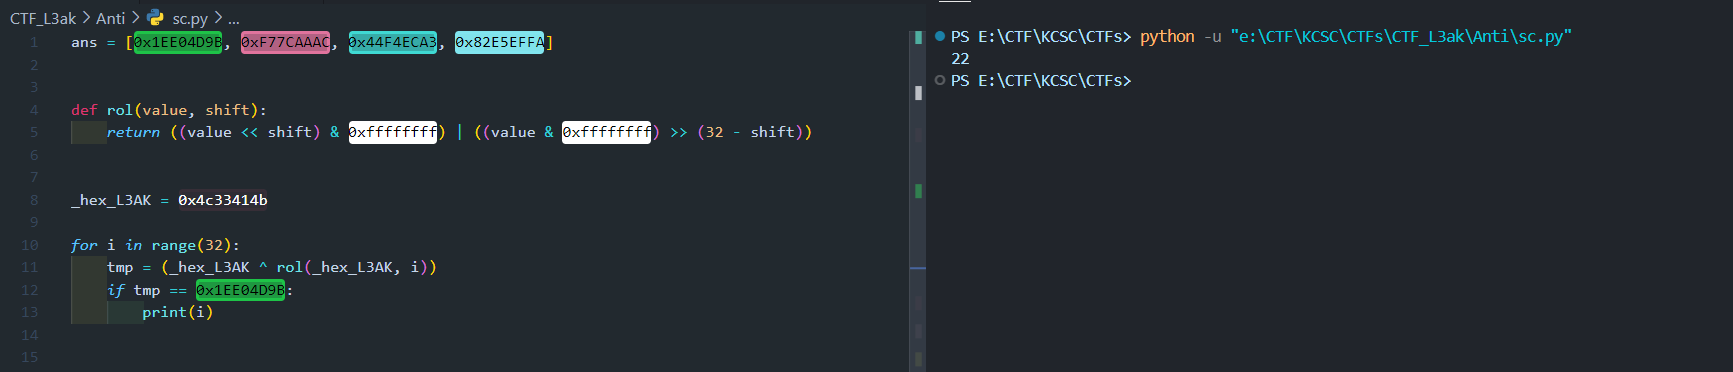 CTF_L3ak > Anti > sc.py > ...
1 ans = [0x1EE04D9B, 0xF77CAAAC, 0x44F4ECA3, 0x82E5EFFA]
2
3
4 def rol(value, shift):
5 return ((value << shift) & 0xffffffff) | ((value & 0xffffffff) >> (32 - shift))
6
7
8 _hex_L3AK = 0x4c33414b
9
10 for i in range(32):
11 tmp = (_hex_L3AK ^ rol(_hex_L3AK, i))
12 if tmp == 0x1EE04D9B:
13 print(i)
14
15
PS E:\CTF\KCSC\CTFs> python -u "e:\CTF\KCSC\CTFs\CTF_L3ak\Anti\sc.py"
22
PS E:\CTF\KCSC\CTFs>